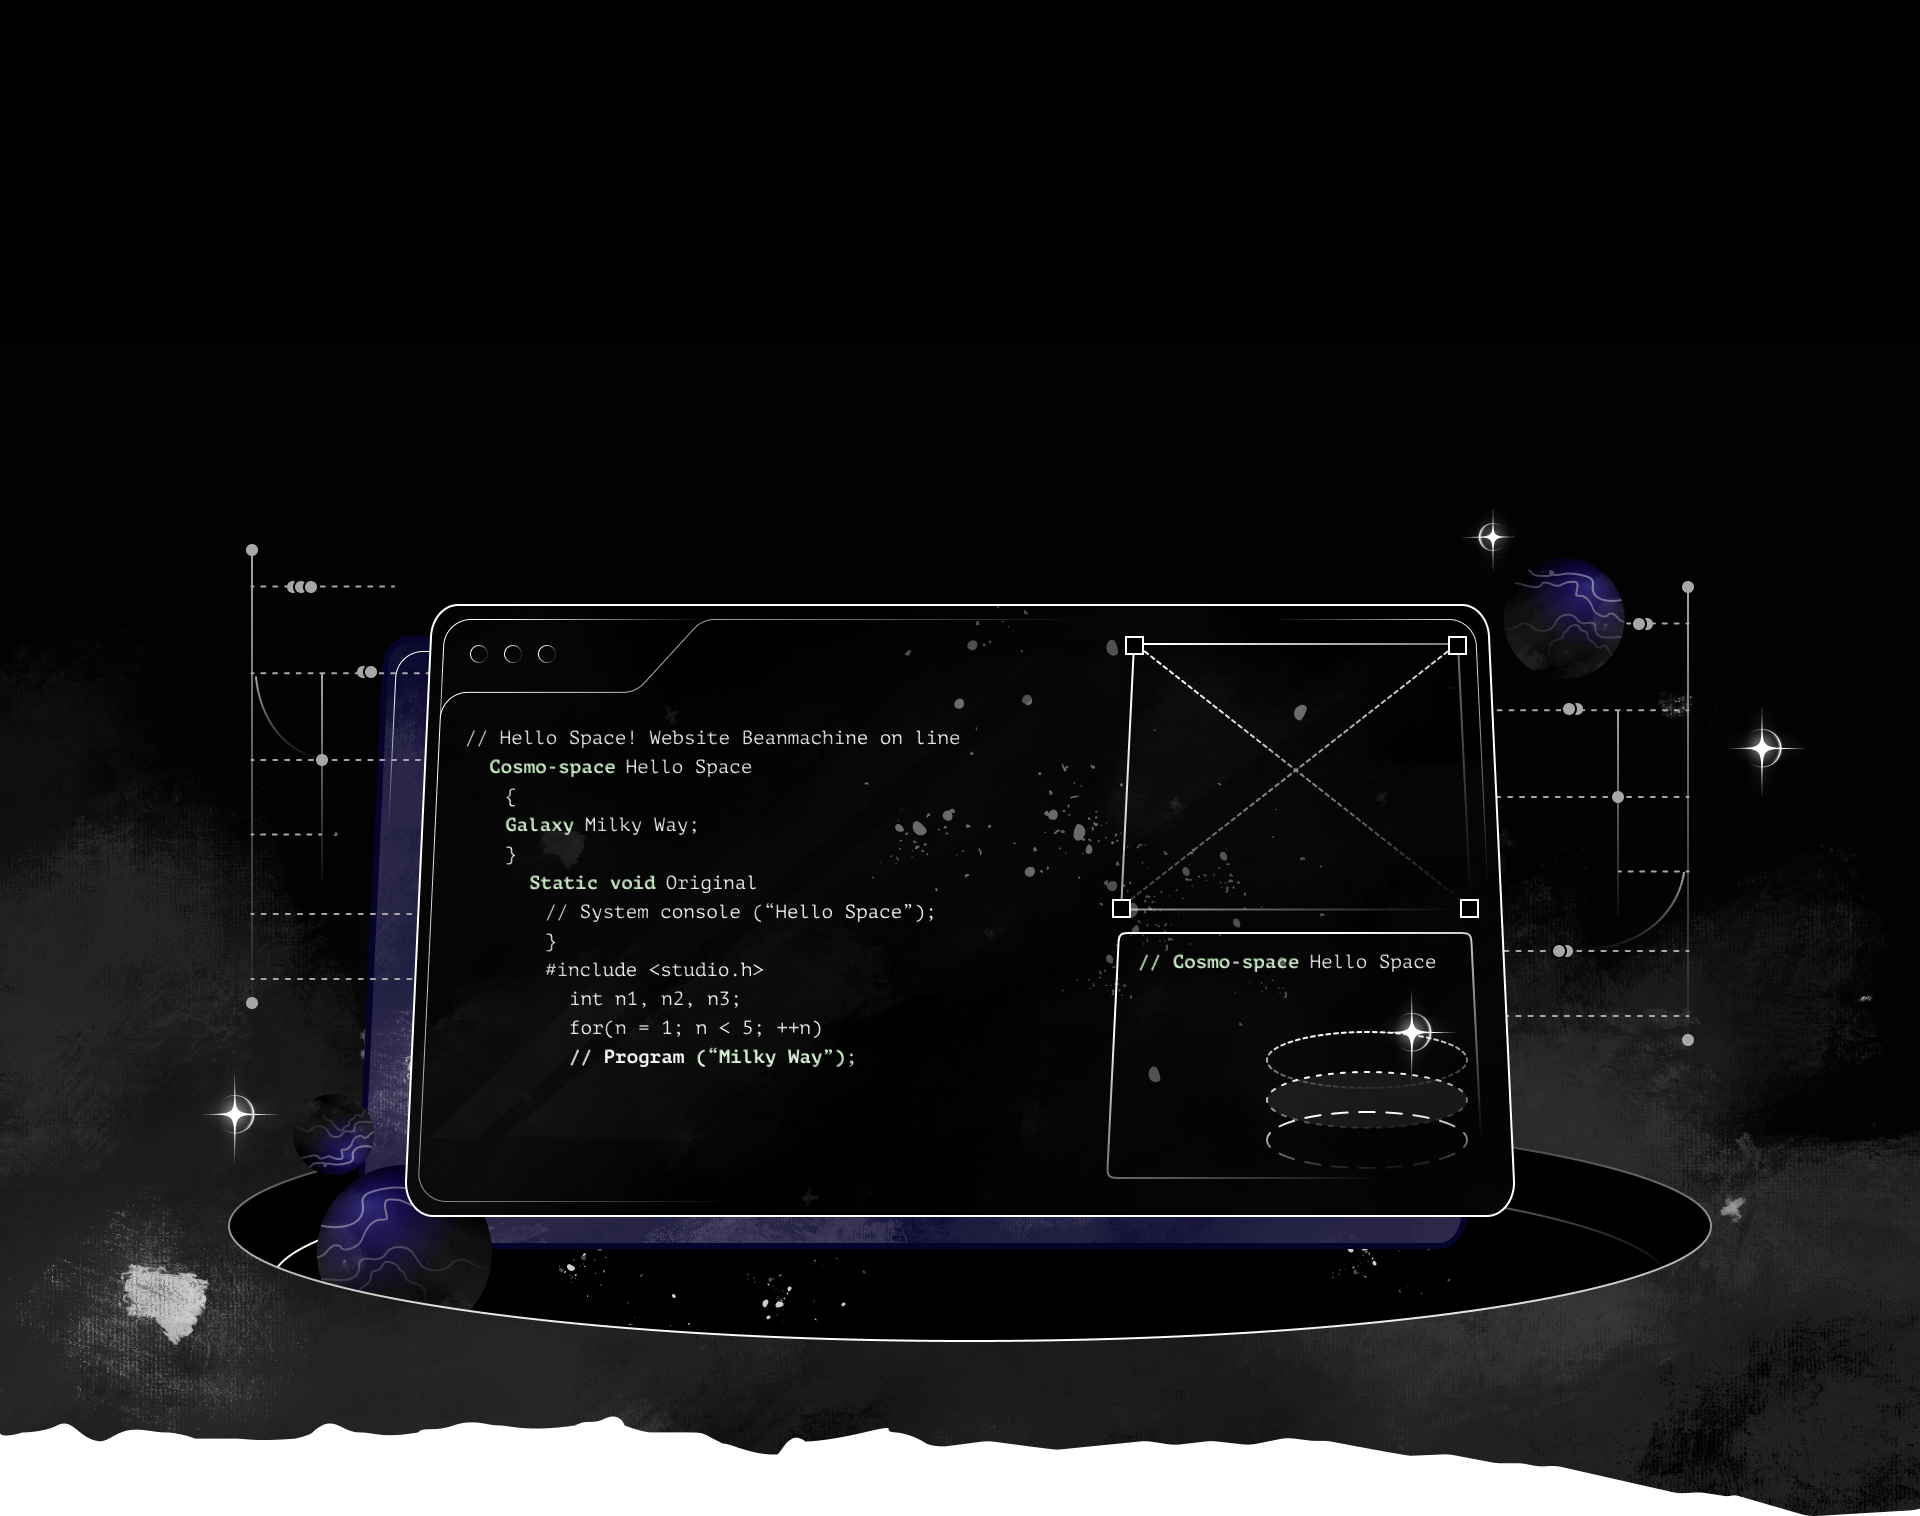 // Hello Space! Website Beanmachine on line
Cosmo-space Hello Space
{
Galaxy Milky Way;
}
Static void Original
// System console (“Hello Space”);
}
#include <studio.h>
int n1, n2, n3;
for(n = 1; n < 5; ++n)
// Program (“Milky Way”);
// Cosmo-space Hello Space